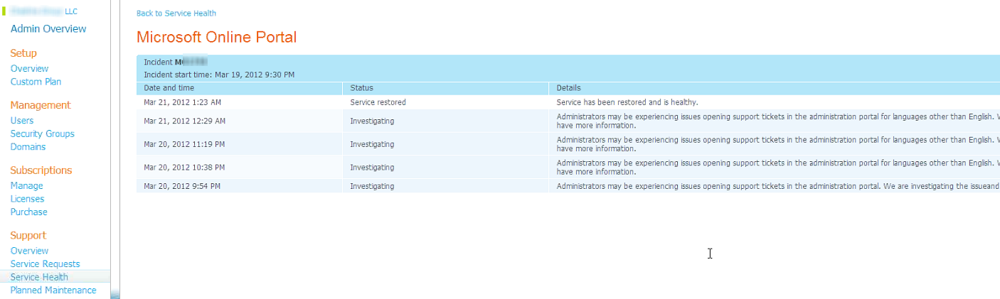 LLC
Admin Overview
Setup
Overview
Custom Plan
Management
Users
Security Groups
Domains
Subscriptions
Manage
Licenses
Purchase
Support
Overview
Service Requests
Service Health
Planned Maintenance
Back to Service Health
Microsoft Online Portal
Incident
Incident start time: Mar 19, 2012 9:30 PM
Date and time Status Details
Mar 21, 2012 1:23 AM Service restored Service has been restored and is healthy.
Mar 21, 2012 12:29 AM Investigating Administrators may be experiencing issues opening support tickets in the administration portal for languages other than English.
have more information.
Mar 20, 2012 11:19 PM Investigating Administrators may be experiencing issues opening support tickets in the administration portal for languages other than English.
have more information.
Mar 20, 2012 10:38 PM Investigating Administrators may be experiencing issues opening support tickets in the administration portal for languages other than English.
have more information.
Mar 20, 2012 9:54 PM Investigating Administrators may be experiencing issues opening support tickets in the administration portal. We are investigating the issueand